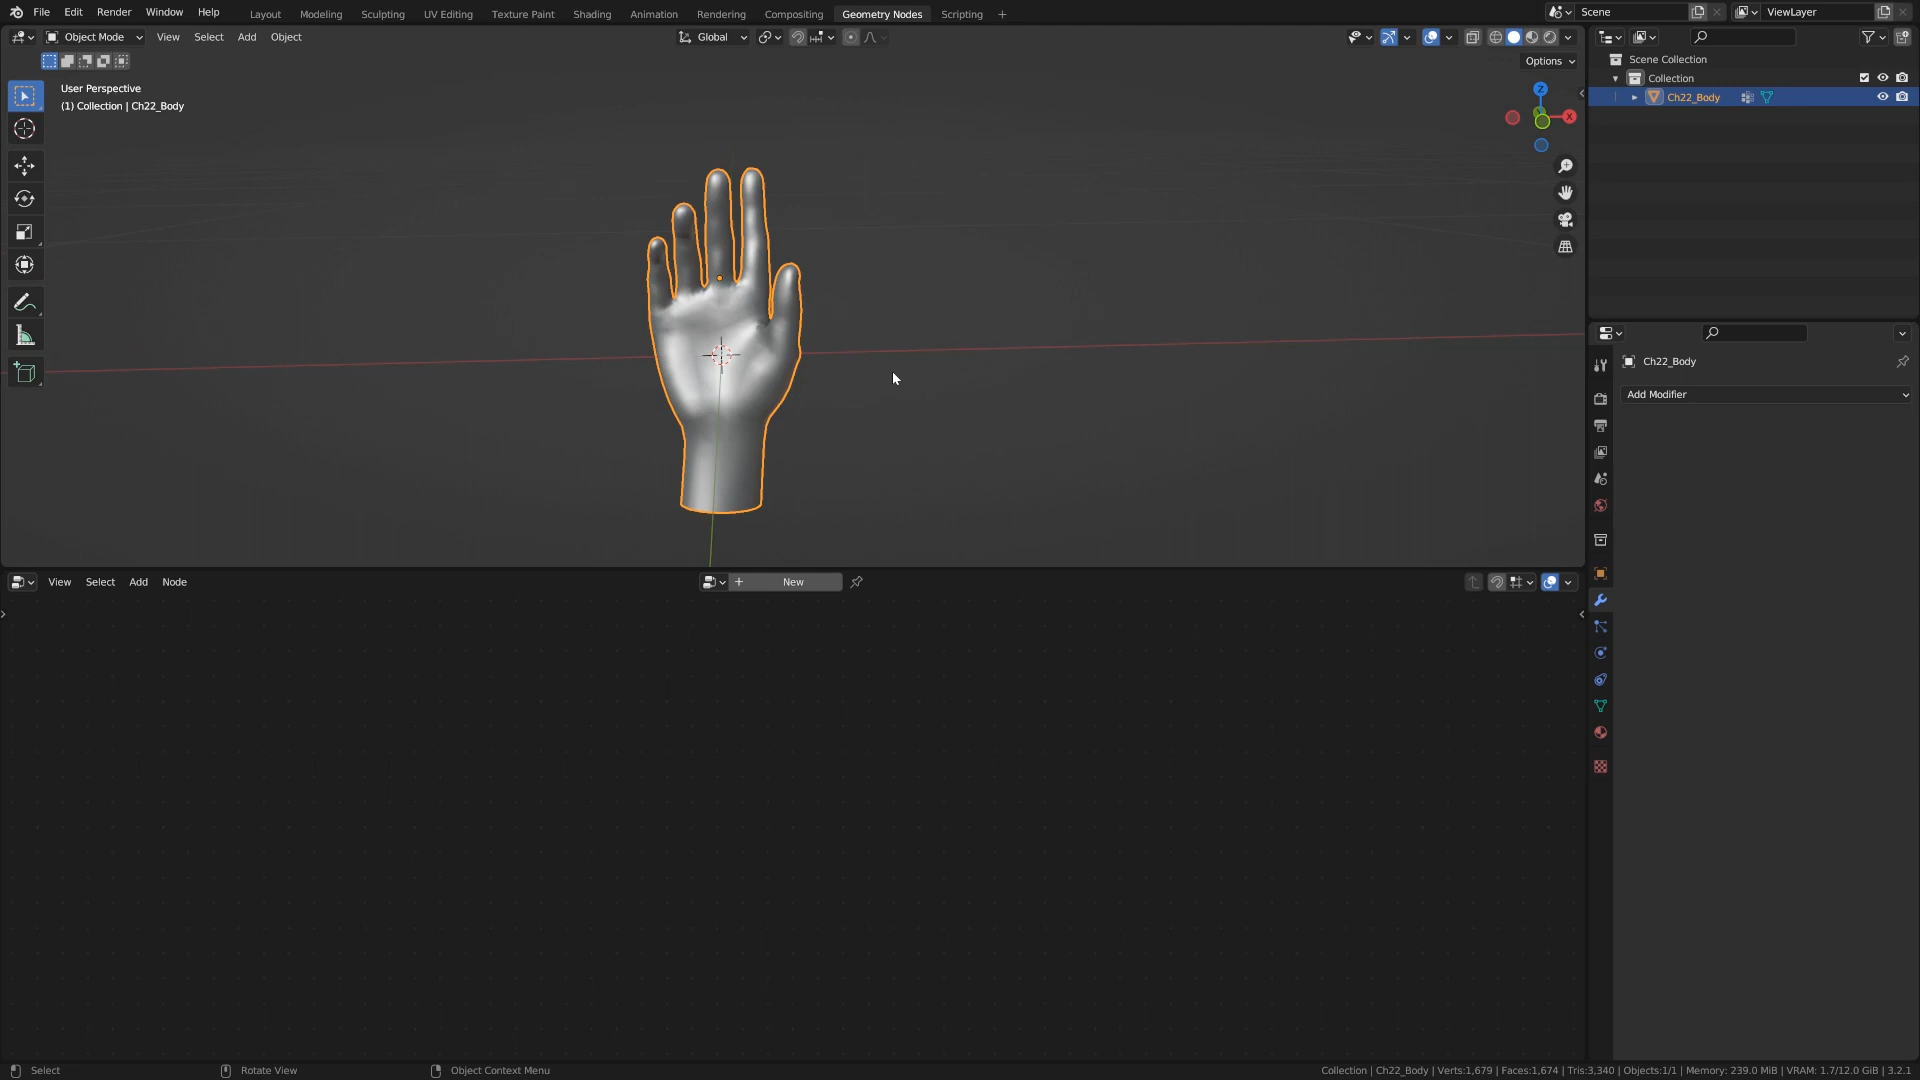 File Edit Render Window Help Layout Modeling Sculpting UV Editing Texture Paint Shading Animation Rendering Compositing Geometry Nodes Scripting + Scene ViewLayer
Object Mode View Select Add Object Global
Options
User Perspective
(1) Collection | Ch22_Body
Z
X
Scene Collection
Collection
Ch22_Body
Ch22_Body
Add Modifier
View Select Add Node + New
Select Rotate View Object Context Menu Collection | Ch22_Body | Verts:1,679 | Faces:1,674 | Tris:3,340 | Objects:1/1 | Memory: 239.0 MiB | VRAM: 1.7/12.0 GiB | 3.2.1